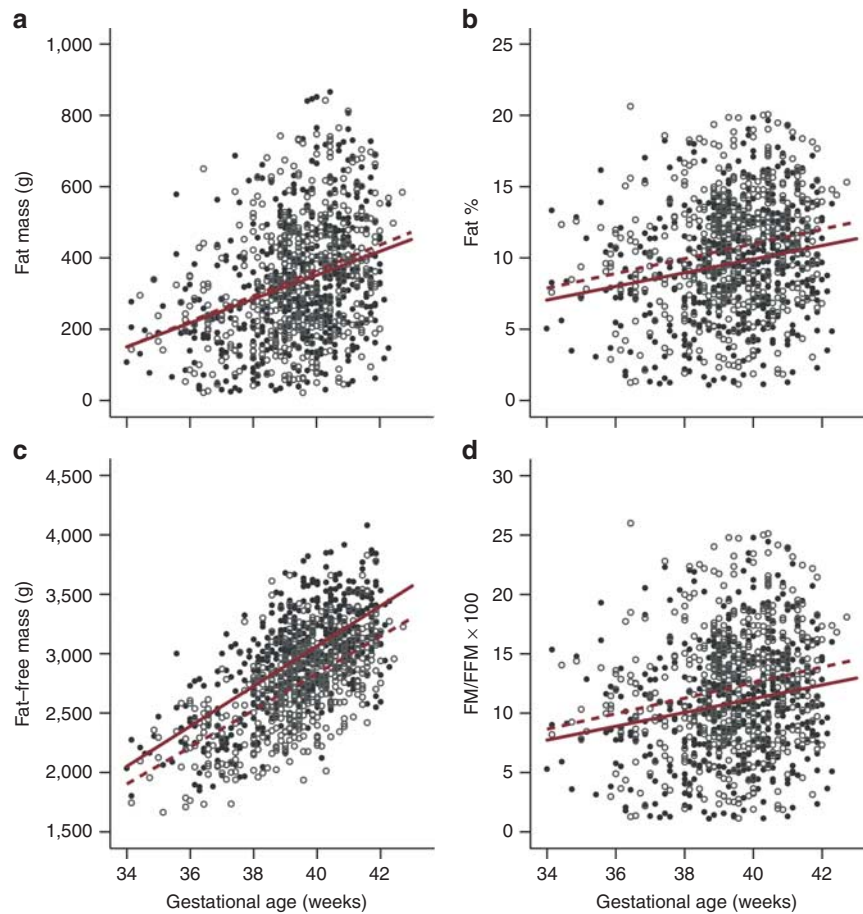 a
1,000
800
600
400
200
0
Fat mass (g)
b
25
20
15
10
5
0
Fat %
c
4,500
4,000
3,500
3,000
2,500
2,000
1,500
Fat–free mass (g)
34 36 38 40 42
Gestational age (weeks)
d
30
25
20
15
10
5
0
FM/FFM × 100
34 36 38 40 42
Gestational age (weeks)